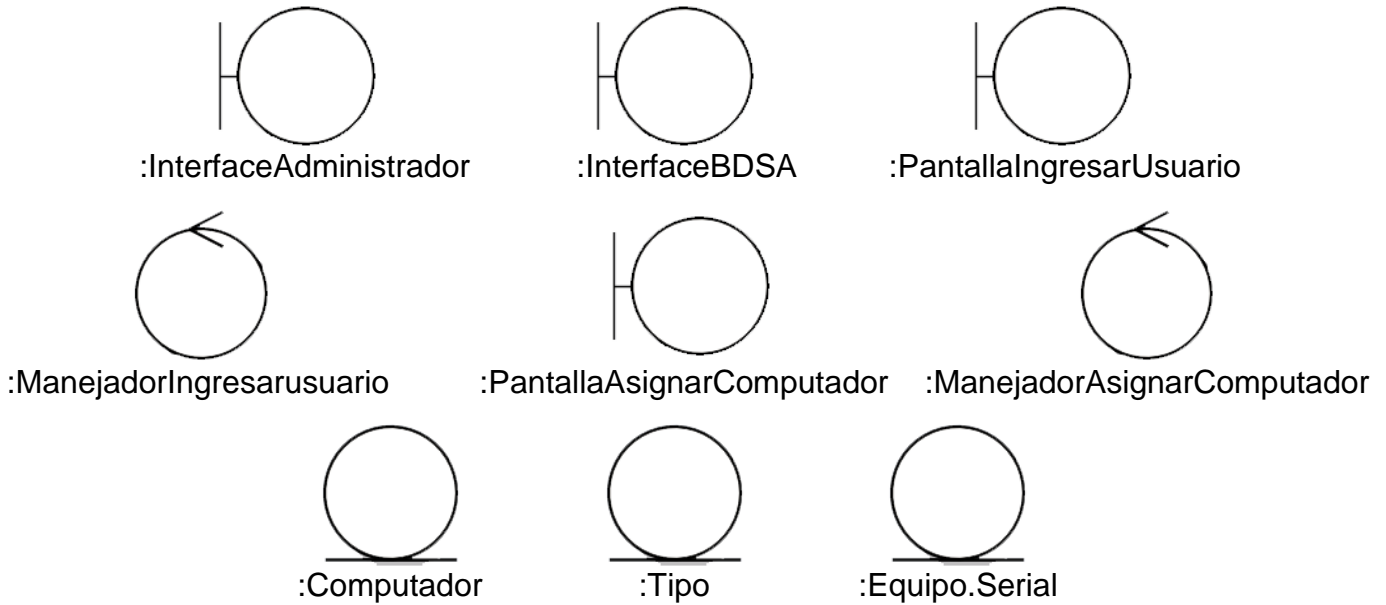 :InterfaceAdministrador :InterfaceBDSA :PantallaIngresarUsuario
:ManejadorIngresarusuario :PantallaAsignarComputador :ManejadorAsignarComputador
:Computador :Tipo :Equipo.Serial